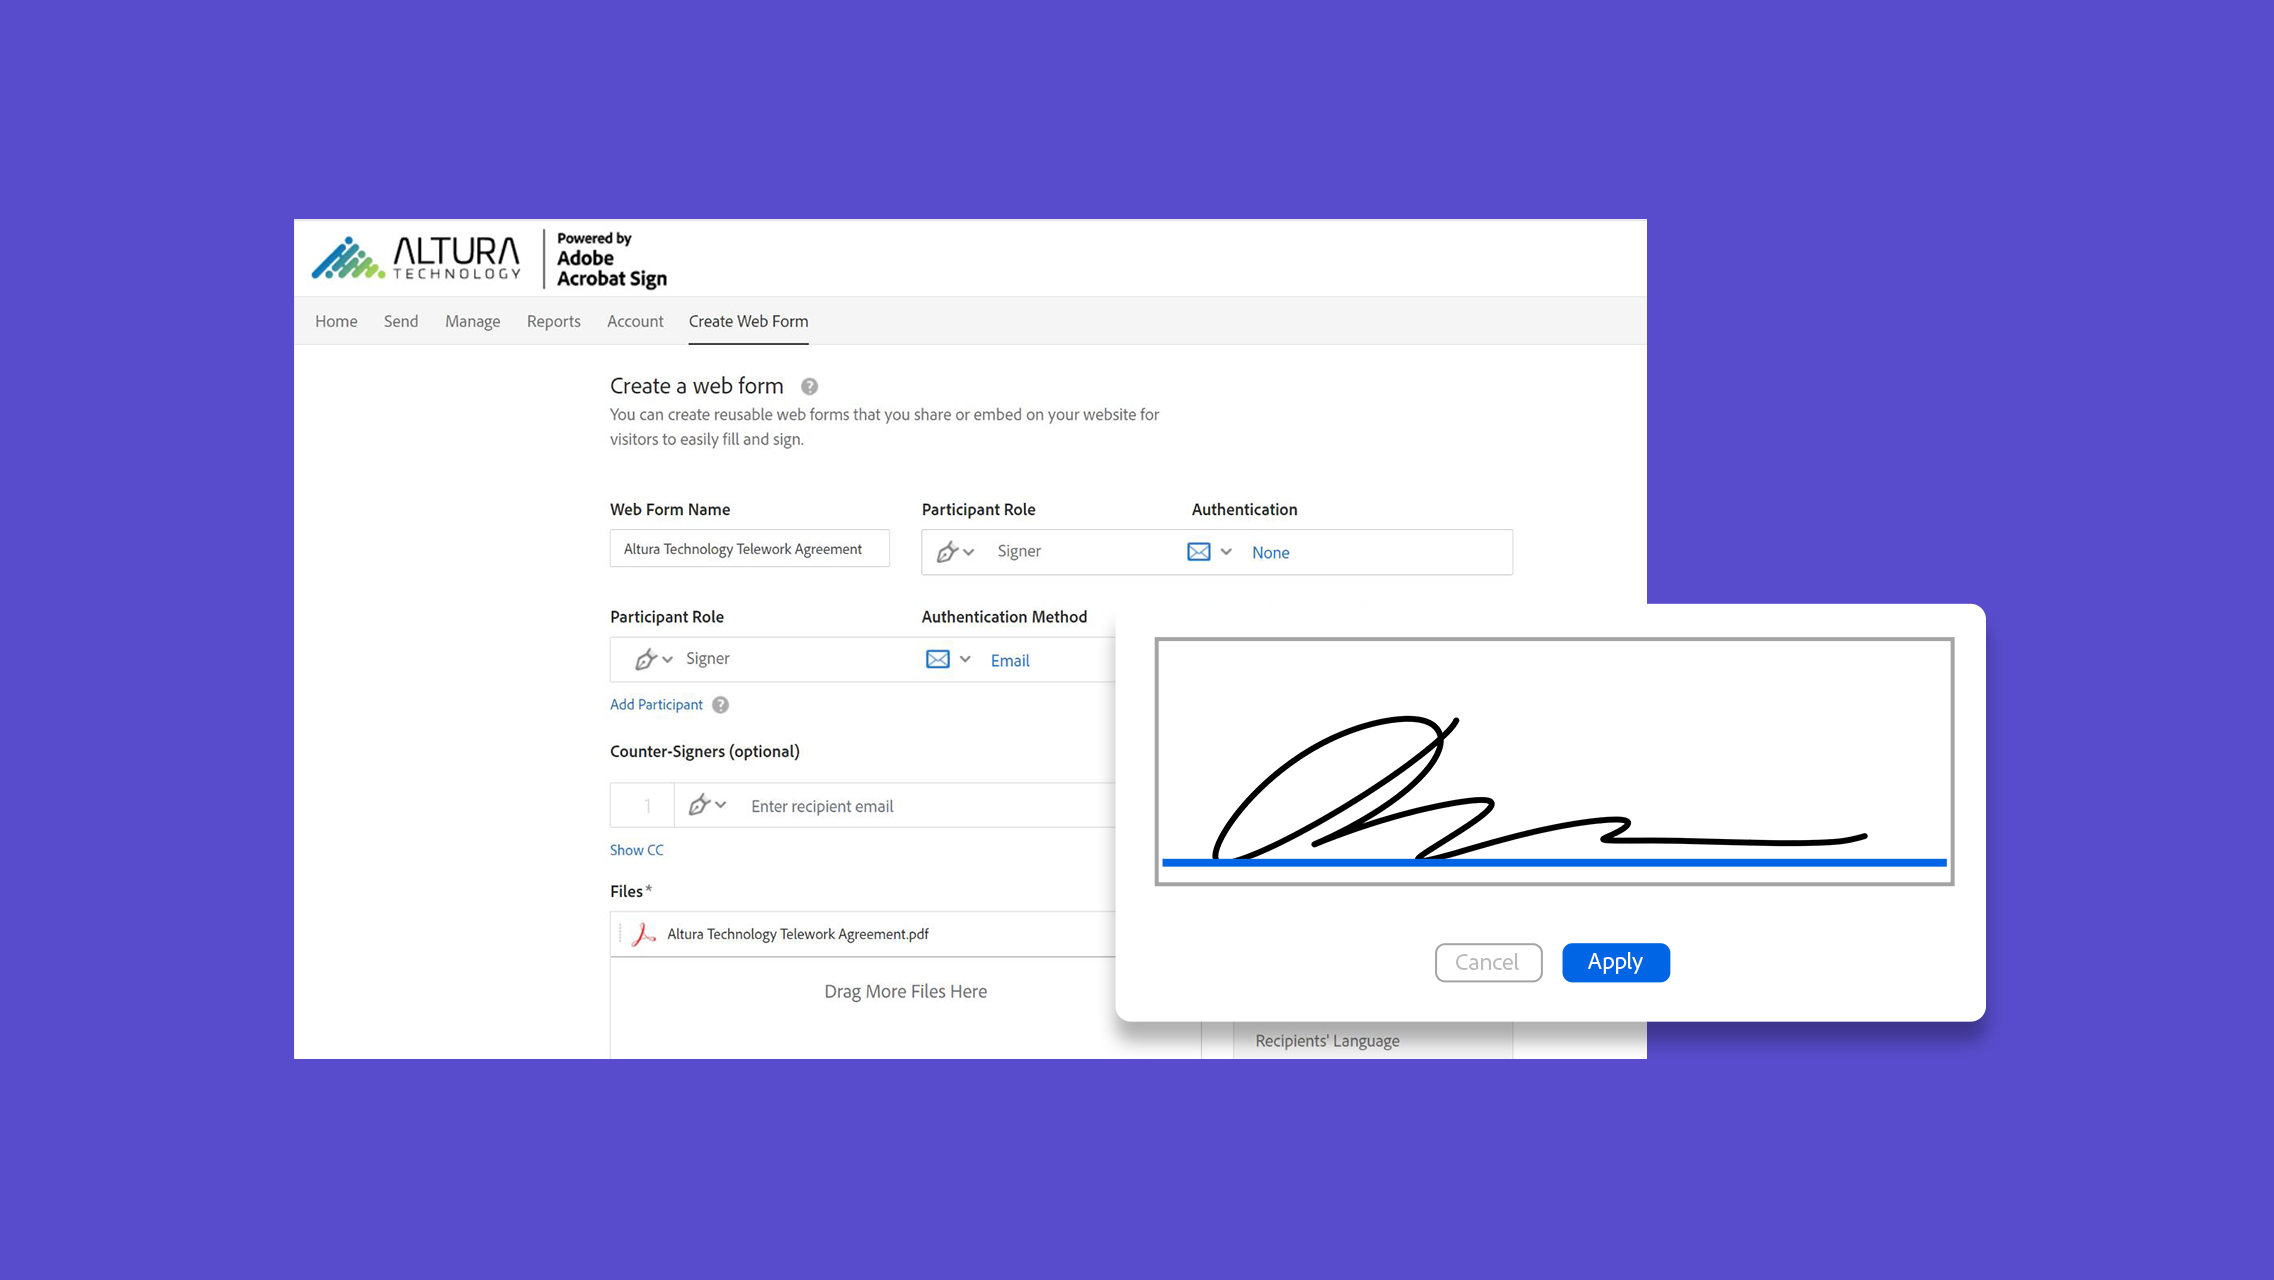 ALTURA
TECHNOLOGY
Powered by
Adobe
Acrobat Sign
Home Send Manage Reports Account Create Web Form
Create a web form ?
You can create reusable web forms that you share or embed on your website for
visitors to easily fill and sign.
Web Form Name Participant Role Authentication
Altura Technology Telework Agreement Signer None
Participant Role Authentication Method
Signer Email
Add Participant ?
Counter-Signers (optional)
1 Enter recipient email
Show CC
Files*
Altura Technology Telework Agreement.pdf
Drag More Files Here
Cancel Apply
Recipients' Language